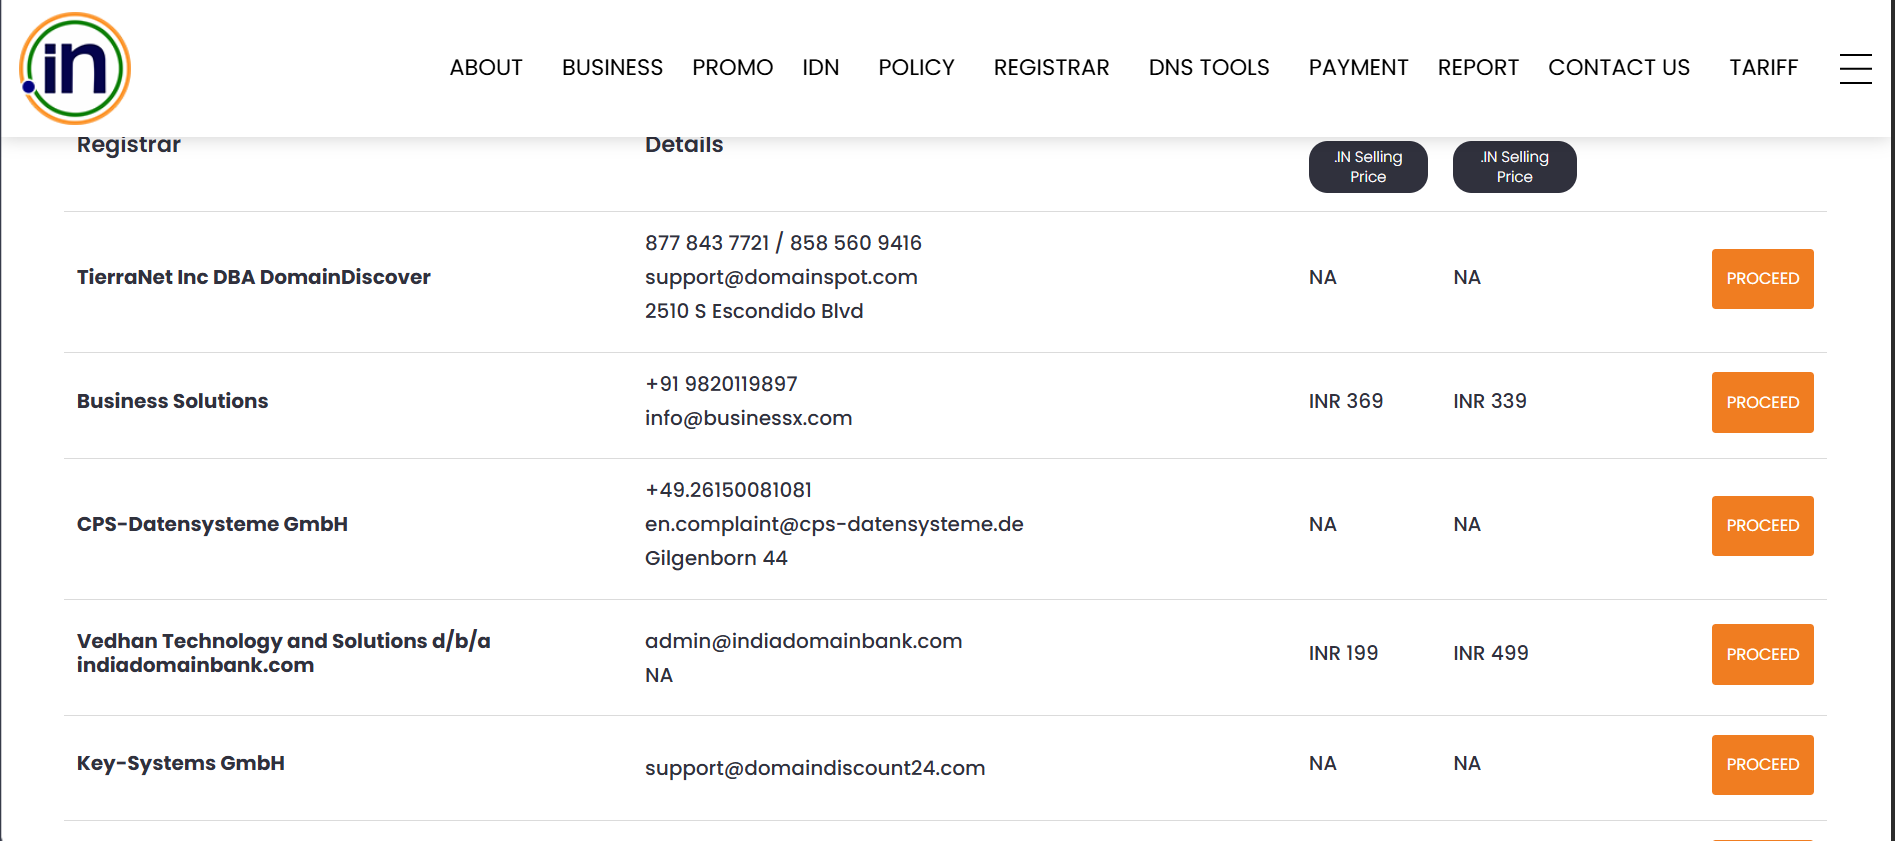 .in
ABOUT BUSINESS PROMO IDN POLICY REGISTRAR DNS TOOLS PAYMENT REPORT CONTACT US TARIFF
Registrar Details
.IN Selling Price .IN Selling Price
877 843 7721 / 858 560 9416
TierraNet Inc DBA DomainDiscover support@domainspot.com NA NA PROCEED
2510 S Escondido Blvd
+91 9820119897
Business Solutions INR 369 INR 339 PROCEED
info@businessx.com
+49.26150081081
CPS-Datensysteme GmbH en.complaint@cps-datensysteme.de NA NA PROCEED
Gilgenborn 44
Vedhan Technology and Solutions d/b/a admin@indiadomainbank.com
indiadomainbank.com NA INR 199 INR 499 PROCEED
Key-Systems GmbH support@domaindiscount24.com NA NA PROCEED